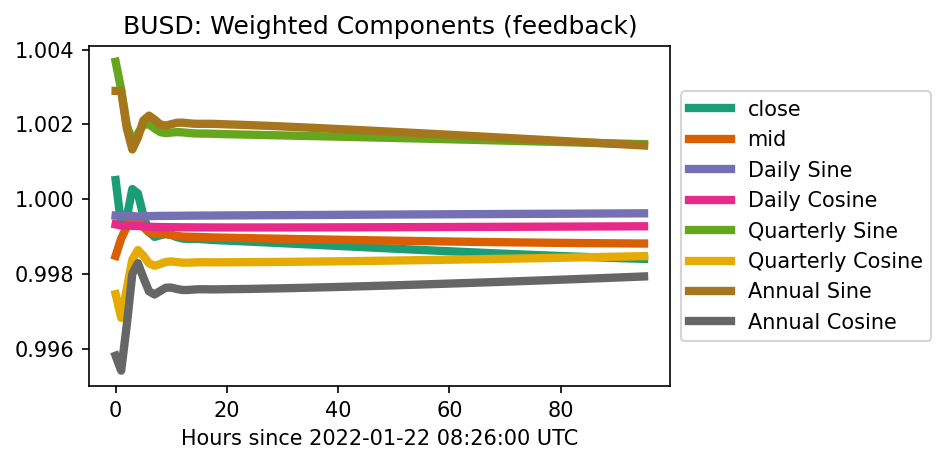 BUSD: Weighted Components (feedback)
1.004
1.002
1.000
0.998
0.996
0
20
40
60
80
Hours since 2022-01-22 08:26:00 UTC
close
mid
Daily Sine
Daily Cosine
Quarterly Sine
Quarterly Cosine
Annual Sine
Annual Cosine